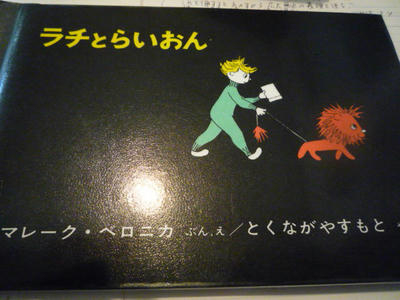 ラチとらいおん
マレーク・ベロニカ ぶん,え／とくながやすもと